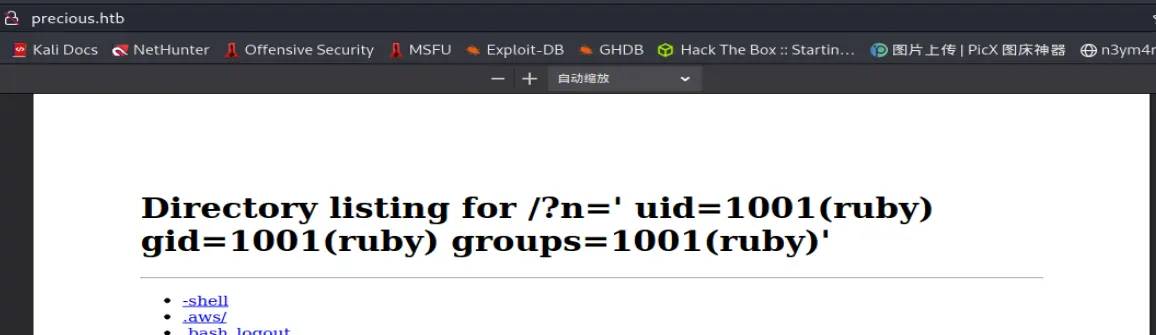 precious.htb
Kali Docs NetHunter Offensive Security MSFU Exploit-DB GHDB Hack The Box :: Startin… 图片上传 | PicX 图床神器
自动缩放
Directory listing for /?n=' uid=1001(ruby)
gid=1001(ruby) groups=1001(ruby)'
-shell
.aws/
.bash_logout